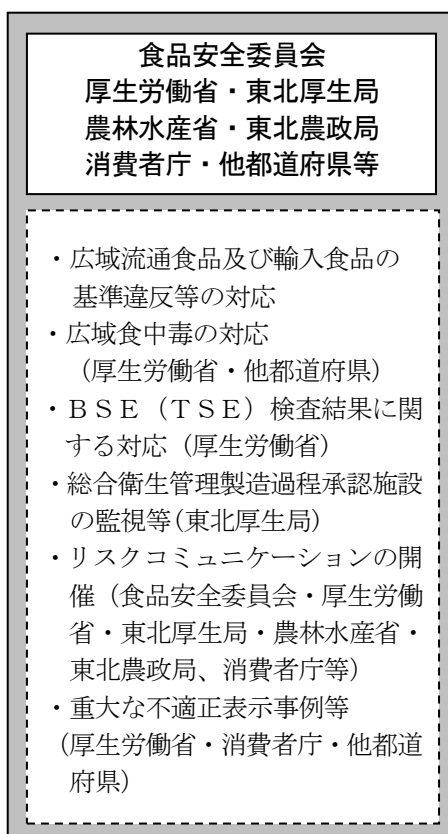 食品安全委員会
厚生労働省・東北厚生局
農林水産省・東北農政局
消費者庁・他都道府県等
・広域流通食品及び輸入食品の
基準違反等の対応
・広域食中毒の対応
(厚生労働省・他都道府県)
・ＢＳＥ（ＴＳＥ）検査結果に関
する対応（厚生労働省）
・総合衛生管理製造過程承認施設
の監視等(東北厚生局)
・リスクコミュニケーションの開
催（食品安全委員会・厚生労働
省・東北厚生局・農林水産省・
東北農政局、消費者庁等）
・重大な不適正表示事例等
(厚生労働省・消費者庁・他都道
府県）